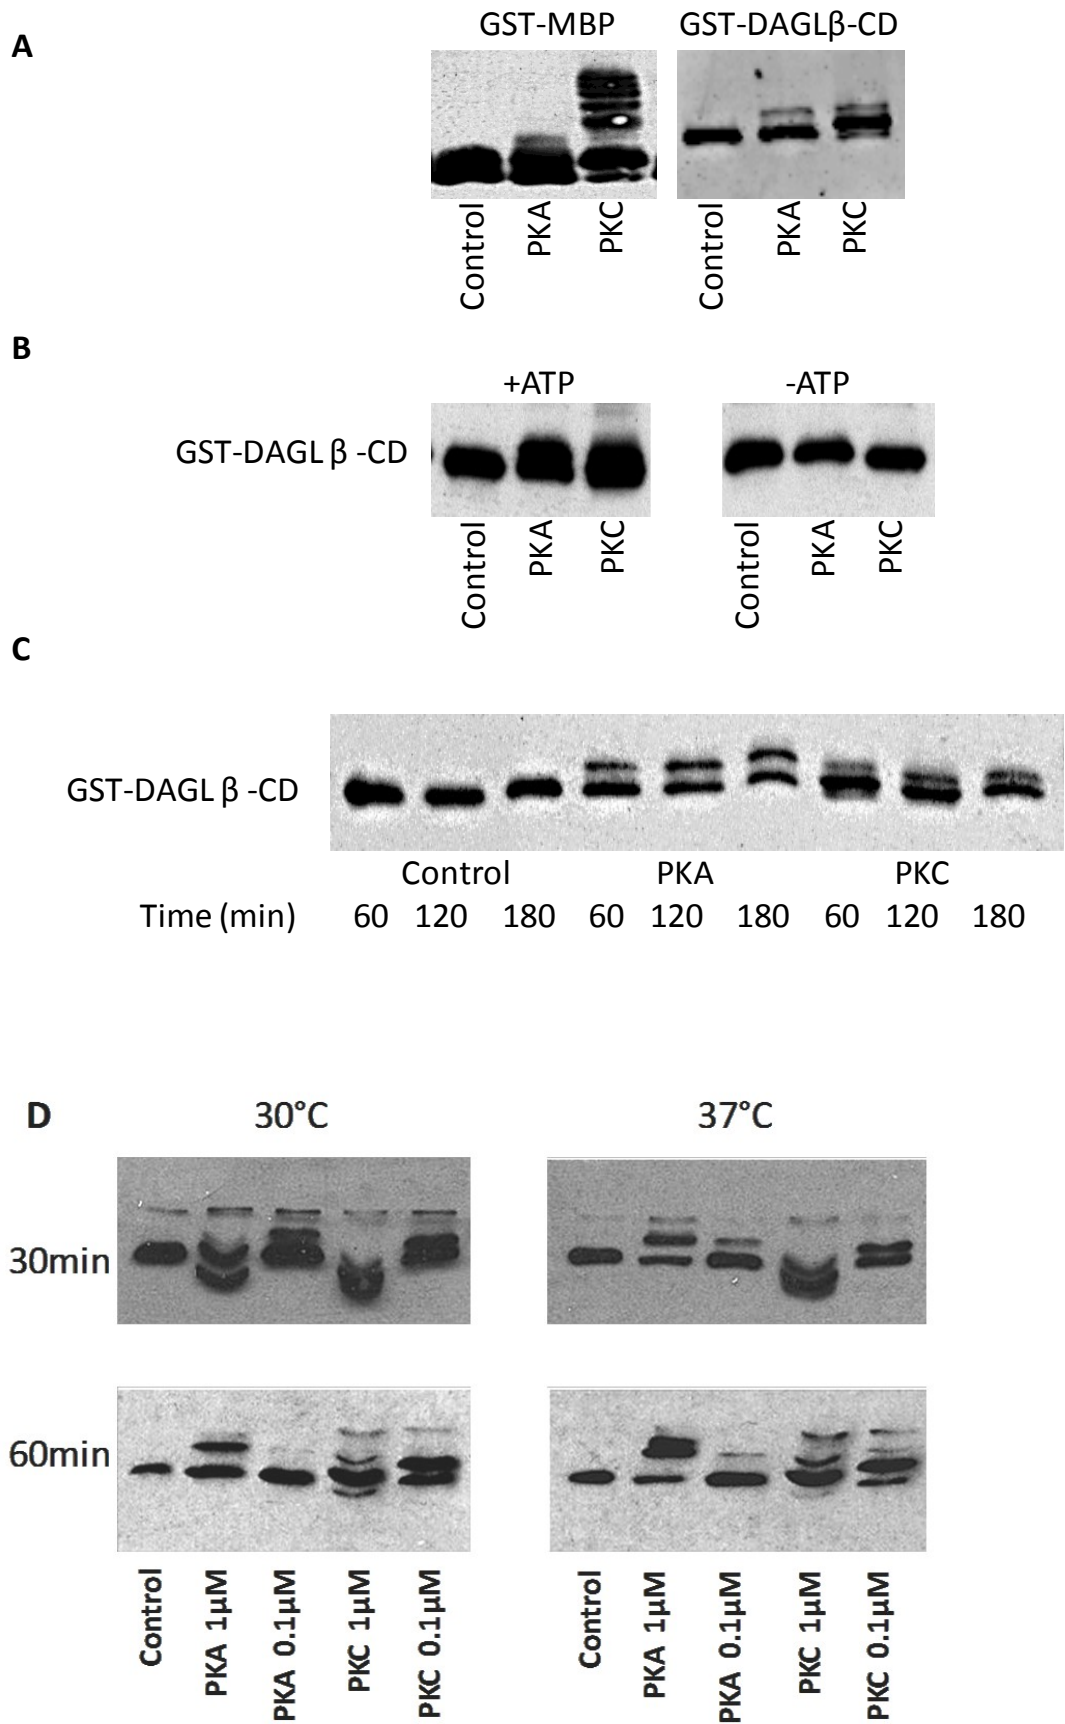 A
GST-MBP GST-DAGLβ-CD
Control PKA PKC Control PKA PKC
B
+ATP -ATP
GST-DAGL β -CD
Control PKA PKC Control PKA PKC
C
GST-DAGL β -CD
Control PKA PKC
Time (min) 60 120 180 60 120 180 60 120 180
D 30°C 37°C
30min
60min
Control PKA 1µM PKA 0.1µM PKC 1µM PKC 0.1µM Control PKA 1µM PKA 0.1µM PKC 1µM PKC 0.1µM